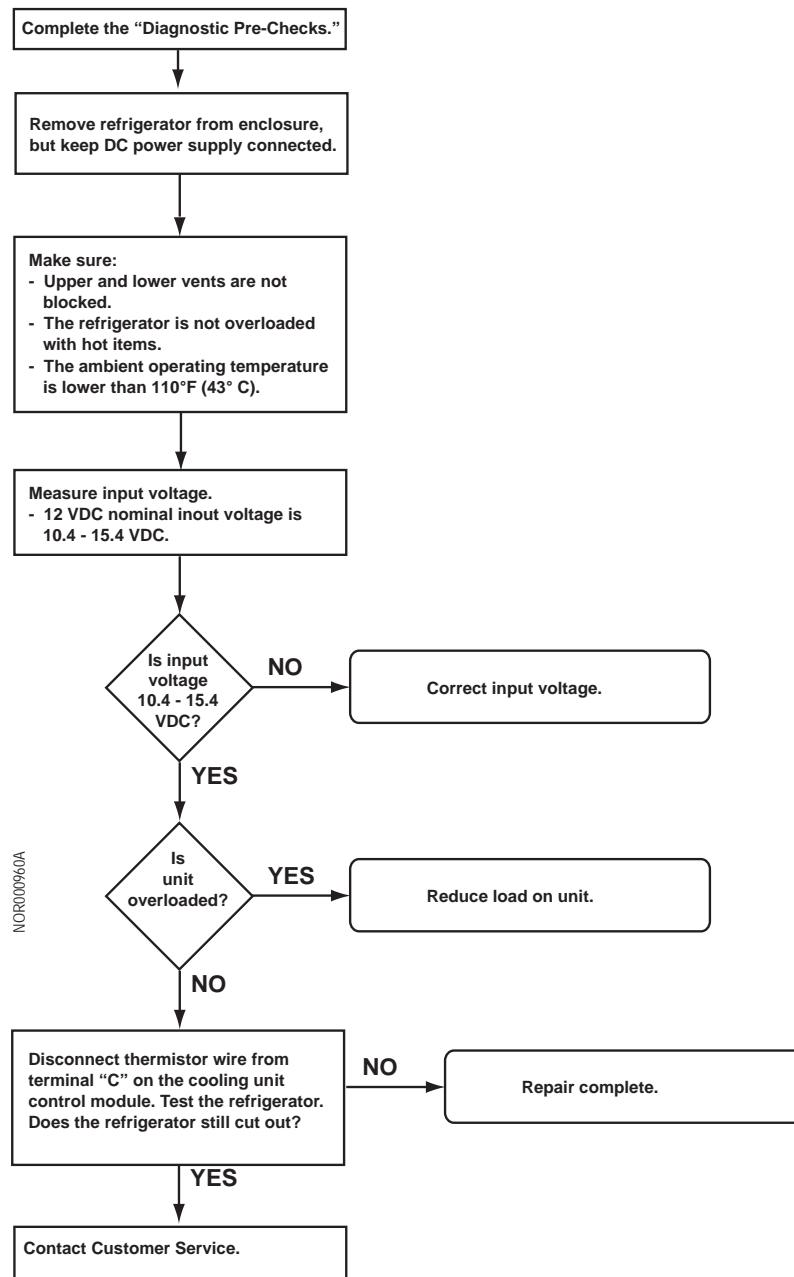 Complete the “Diagnostic Pre-Checks.”
Remove refrigerator from enclosure,
but keep DC power supply connected.
Make sure:
- Upper and lower vents are not
blocked.
- The refrigerator is not overloaded
with hot items.
- The ambient operating temperature
is lower than 110°F (43° C).
Measure input voltage.
- 12 VDC nominal inout voltage is
10.4 - 15.4 VDC.
Is input
voltage
10.4 - 15.4
VDC?
NO
Correct input voltage.
YES
Is
unit
overloaded?
YES
Reduce load on unit.
NO
Disconnect thermistor wire from
terminal “C” on the cooling unit
control module. Test the refrigerator.
Does the refrigerator still cut out?
NO
Repair complete.
YES
Contact Customer Service.
NOR000960A